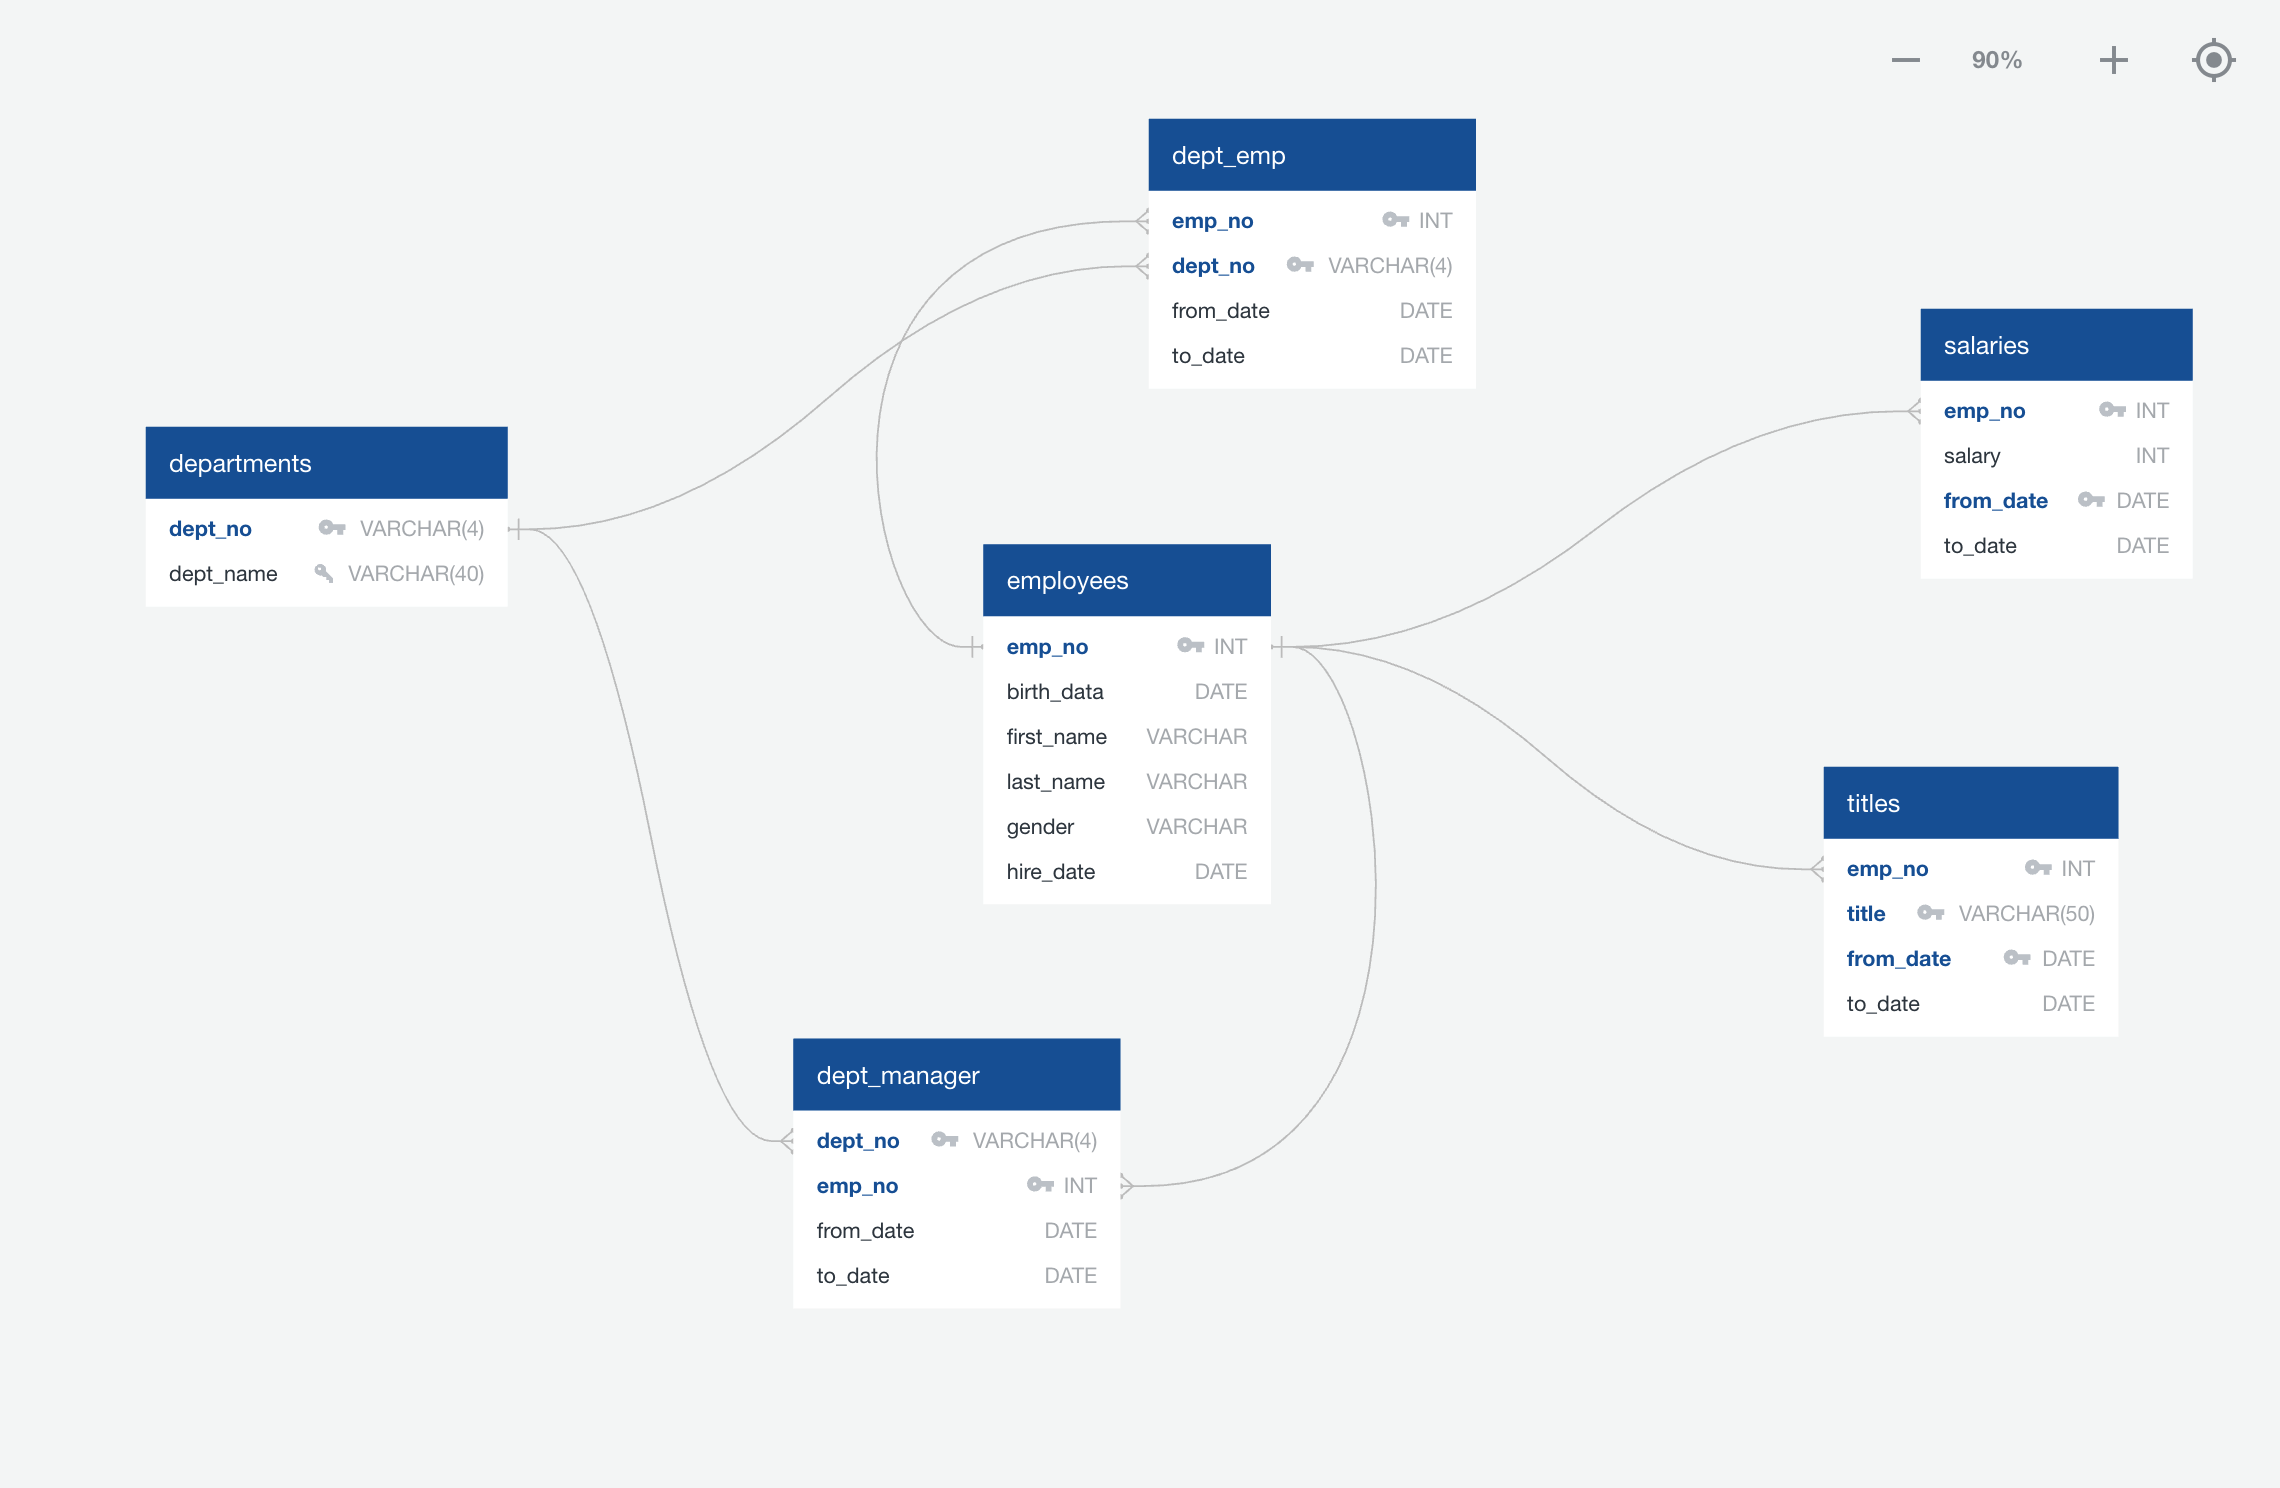 90%
dept_emp
emp_no INT
dept_no VARCHAR(4)
from_date DATE
to_date DATE
salaries
emp_no INT
salary INT
from_date DATE
to_date DATE
departments
dept_no VARCHAR(4)
dept_name VARCHAR(40)
employees
emp_no INT
birth_data DATE
first_name VARCHAR
last_name VARCHAR
gender VARCHAR
hire_date DATE
titles
emp_no INT
title VARCHAR(50)
from_date DATE
to_date DATE
dept_manager
dept_no VARCHAR(4)
emp_no INT
from_date DATE
to_date DATE